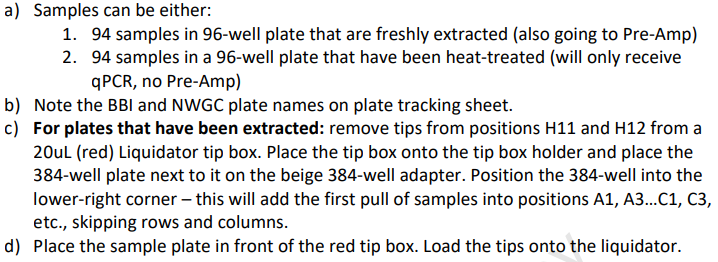 a) Samples can be either:
1. 94 samples in 96-well plate that are freshly extracted (also going to Pre-Amp)
2. 94 samples in a 96-well plate that have been heat-treated (will only receive
qPCR, no Pre-Amp)
b) Note the BBI and NWGC plate names on plate tracking sheet.
c) For plates that have been extracted: remove tips from positions H11 and H12 from a
20uL (red) Liquidator tip box. Place the tip box onto the tip box holder and place the
384-well plate next to it on the beige 384-well adapter. Position the 384-well into the
lower-right corner – this will add the first pull of samples into positions A1, A3...C1, C3,
etc., skipping rows and columns.
d) Place the sample plate in front of the red tip box. Load the tips onto the liquidator.